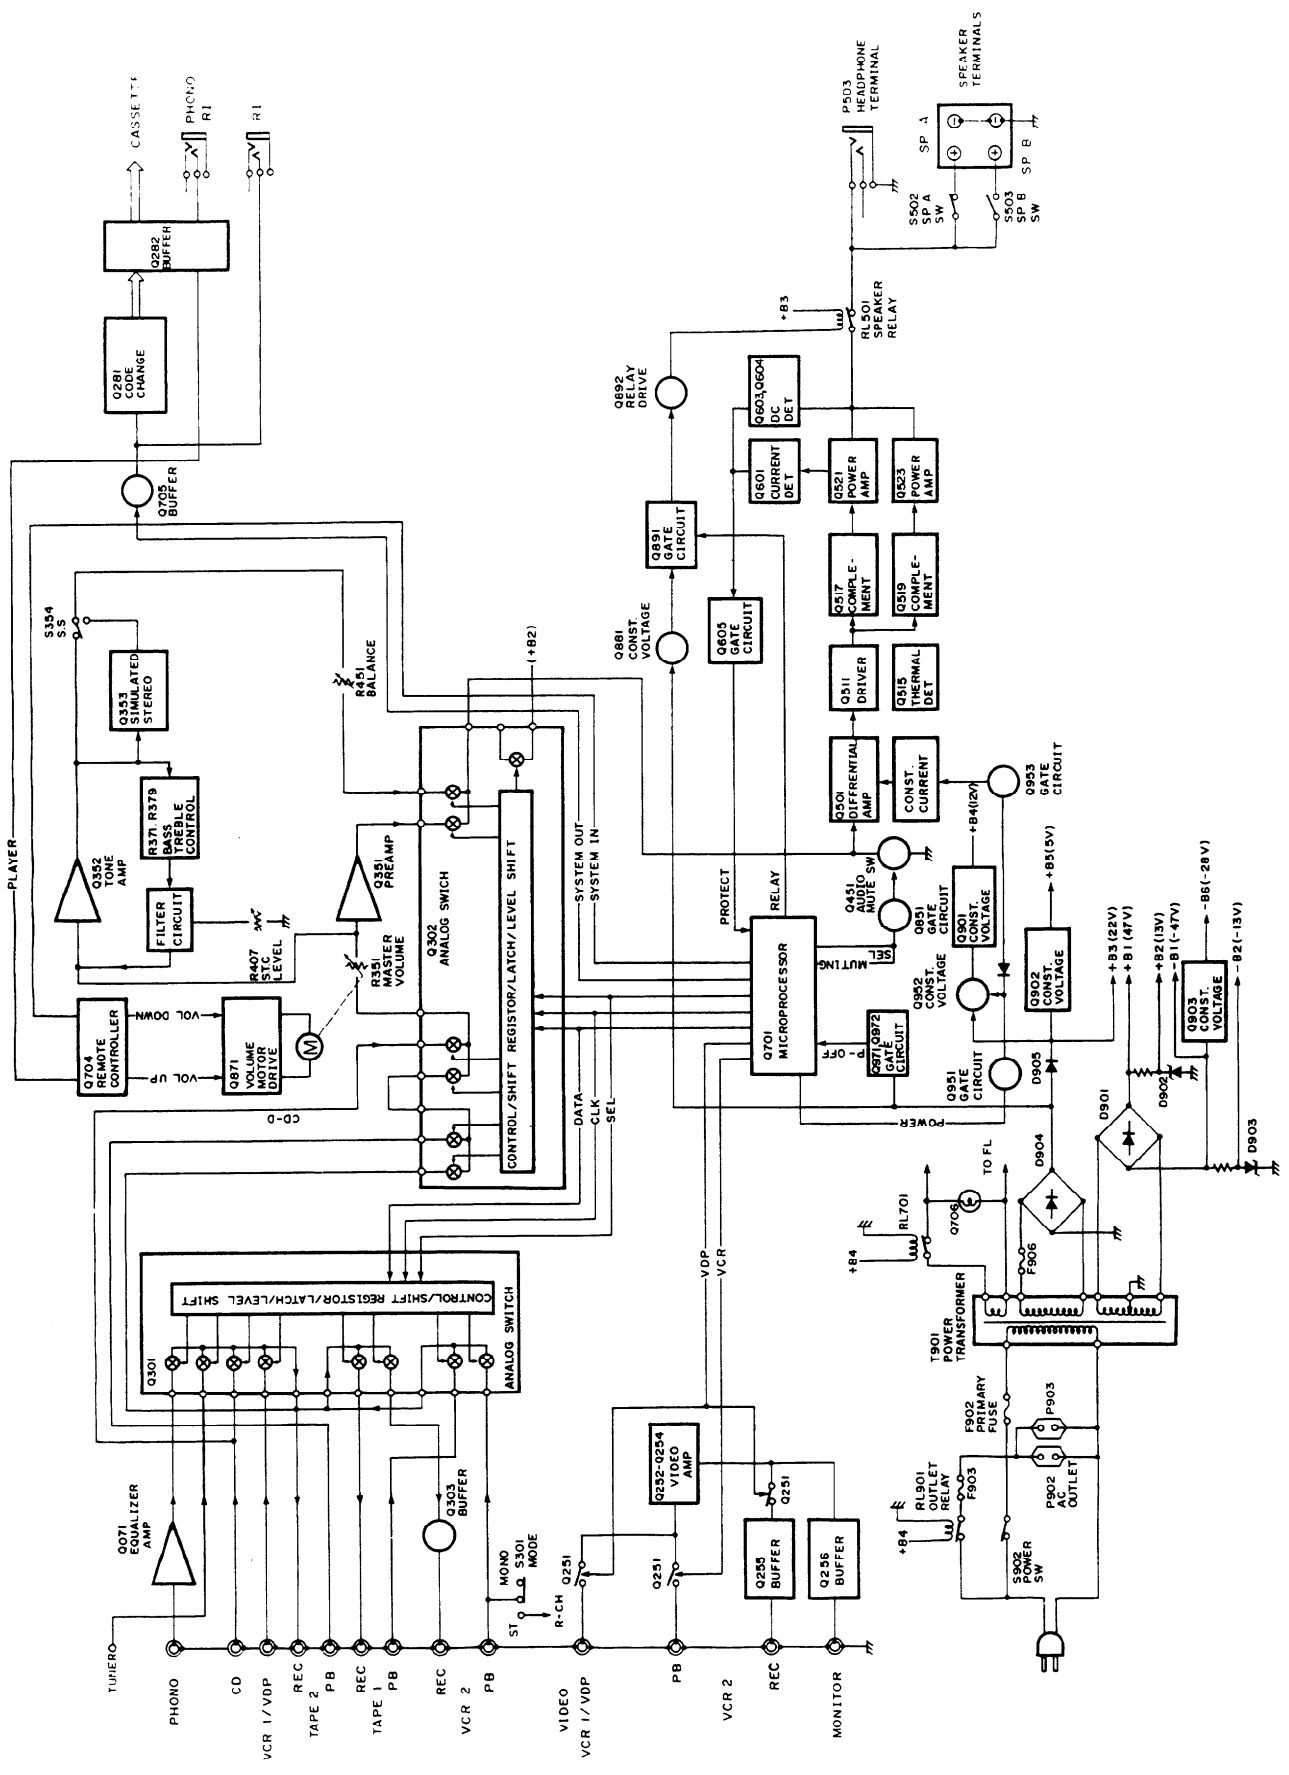 TUNER
PHONO
CD
VCR 1/VDP
REC
TAPE 2
PB
REC
TAPE 1
PB
REC
VCR 2
PB
VIDEO
VCR 1/VDP
PB
VCR 2
REC
MONITOR
Q071
EQUALIZER
AMP
Q303
BUFFER
MONO
S301
MODE
ST
R-CH
Q251
Q251
Q251
Q252-Q254
VIDEO
AMP
Q255
BUFFER
Q256
BUFFER
VDP
VCR
Q301
ANALOG SWITCH
CONTROL/SHIFT REGISTOR/LATCH/LEVEL SHIFT
Q302
ANALOG SWICH
CONTROL/SHIFT REGISTOR/LATCH/LEVEL SHIFT
(+B2)
DATA
CLK
SEL
CD-D
PLAYER
Q704
REMOTE
CONTROLLER
VOL UP
VOL DOWN
Q871
VOLUME
MOTOR
DRIVE
M
R351
MASTER
VOLUME
Q351
PREAMP
R407
S.T.C
LEVEL
FILTER
CIRCUIT
Q352
TONE
AMP
R371, R379
BASS
TREBLE
CONTROL
Q353
SIMULATED
STEREO
S354
S.S
R451
BALANCE
SYSTEM OUT
SYSTEM IN
Q705
BUFFER
Q281
CODE
CHANGE
Q282
BUFFER
CASSETTE
PHONO
RI
RI
Q701
MICROPROCESSOR
PROTECT
RELAY
MUTING
SEL
P-OFF
POWER
Q971,Q972
GATE
CIRCUIT
Q605
GATE
CIRCUIT
Q881
CONST.
VOLTAGE
Q891
GATE
CIRCUIT
Q892
RELAY
DRIVE
Q601
CURRENT
DET
Q603,Q604
DC
DET
+B3
RL501
SPEAKER
RELAY
Q451
AUDIO
MUTE SW
Q851
GATE
CIRCUIT
Q501
DIFFRENTIAL
AMP
CONST.
CURRENT
Q511
DRIVER
Q515
THERMAL
DET
Q517
COMPLE-
MENT
Q519
COMPLE-
MENT
Q521
POWER
AMP
Q523
POWER
AMP
P503
HEADPHONE
TERMINAL
SPEAKER
TERMINALS
SP A
SP B
S502
SP A
SW
S503
SP B
SW
Q901
CONST.
VOLTAGE
+B4(12V)
Q952
CONST.
VOLTAGE
Q953
GATE
CIRCUIT
Q951
GATE
CIRCUIT
Q902
CONST.
VOLTAGE
+B5(5V)
D905
+B3(22V)
+B1(47V)
+B2(13V)
-B1(-47V)
Q903
CONST.
VOLTAGE
-B6(-28V)
-B2(-13V)
D902
D901
D903
D904
F906
TO FL
Q706
RL701
+B4
T901
POWER
TRANSFORMER
F902
PRIMARY
FUSE
P903
P902
AC
OUTLET
F903
RL901
OUTLET
RELAY
+B4
S902
POWER
SW